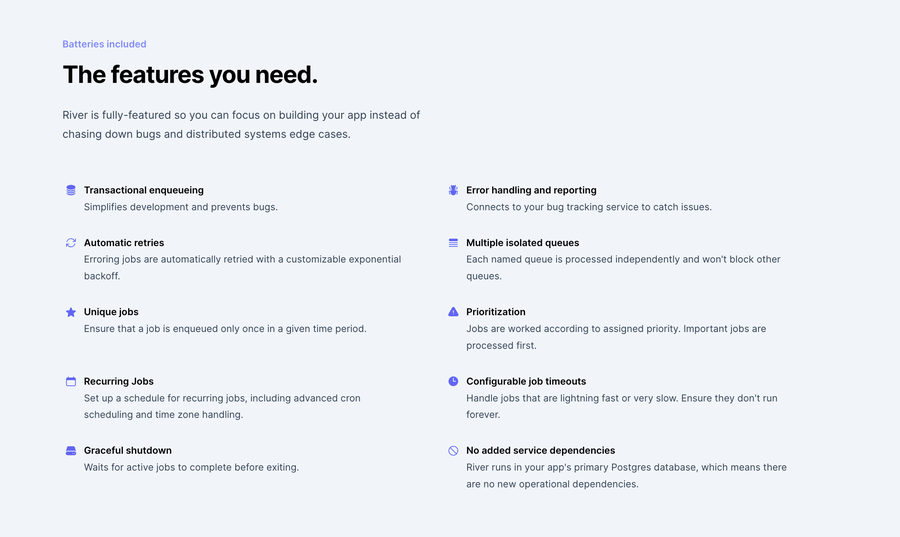 Batteries included
The features you need.
River is fully-featured so you can focus on building your app instead of
chasing down bugs and distributed systems edge cases.
Transactional enqueueing
Simplifies development and prevents bugs.
Error handling and reporting
Connects to your bug tracking service to catch issues.
Automatic retries
Erroring jobs are automatically retried with a customizable exponential
backoff.
Multiple isolated queues
Each named queue is processed independently and won't block other
queues.
Unique jobs
Ensure that a job is enqueued only once in a given time period.
Prioritization
Jobs are worked according to assigned priority. Important jobs are
processed first.
Recurring Jobs
Set up a schedule for recurring jobs, including advanced cron
scheduling and time zone handling.
Configurable job timeouts
Handle jobs that are lightning fast or very slow. Ensure they don't run
forever.
Graceful shutdown
Waits for active jobs to complete before exiting.
No added service dependencies
River runs in your app's primary Postgres database, which means there
are no new operational dependencies.